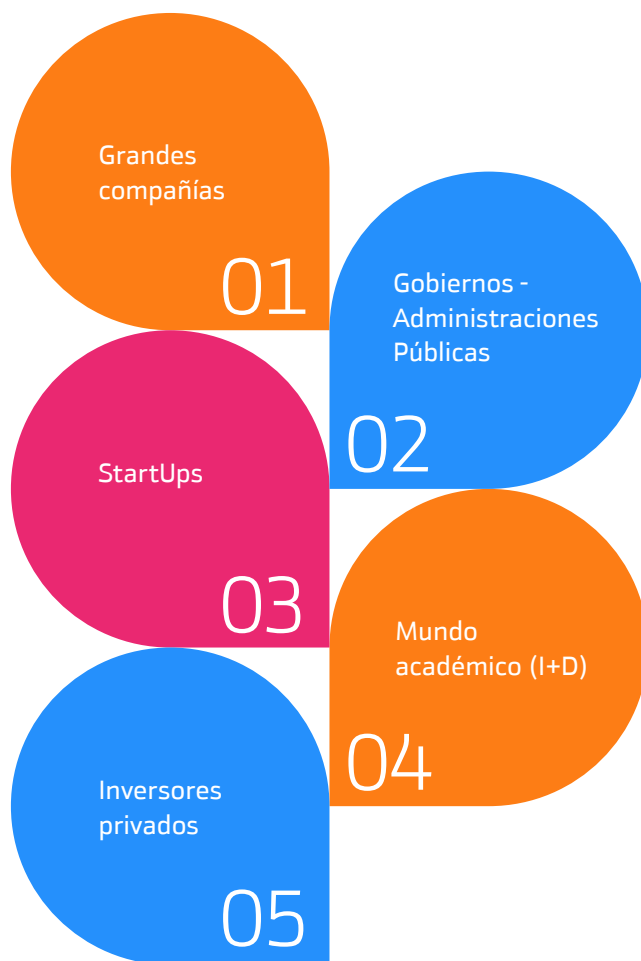 Grandes
compañías
01
Gobiernos -
Administraciones
Públicas
02
StartUps
03
Mundo
académico (I+D)
04
Inversores
privados
05